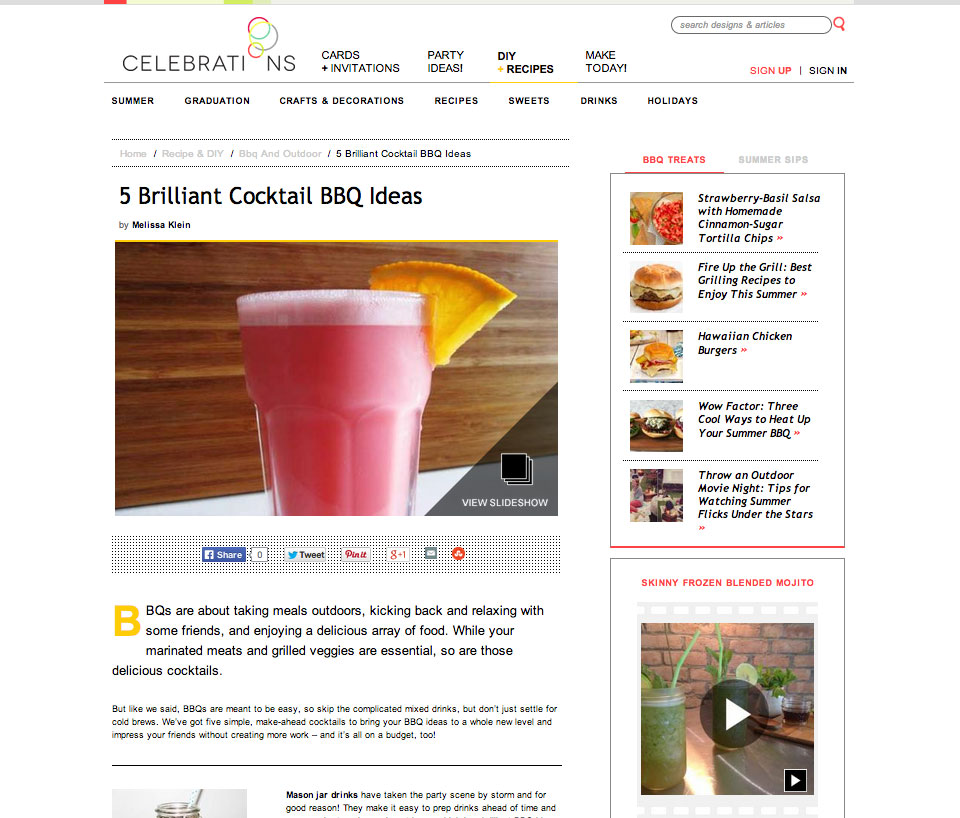 CELEBRATI8NS
search designs & articles
CARDS
+ INVITATIONS
PARTY
IDEAS!
DIY
+ RECIPES
MAKE
TODAY!
SIGN UP | SIGN IN
SUMMER GRADUATION CRAFTS & DECORATIONS RECIPES SWEETS DRINKS HOLIDAYS
Home / Recipe & DIY / Bbq And Outdoor / 5 Brilliant Cocktail BBQ Ideas
5 Brilliant Cocktail BBQ Ideas
by Melissa Klein
VIEW SLIDESHOW
Share 0 Tweet Pinit g+1
BBQs are about taking meals outdoors, kicking back and relaxing with
some friends, and enjoying a delicious array of food. While your
marinated meats and grilled veggies are essential, so are those
delicious cocktails.
But like we said, BBQs are meant to be easy, so skip the complicated mixed drinks, but don't just settle for
cold brews. We've got five simple, make-ahead cocktails to bring your BBQ ideas to a whole new level and
impress your friends without creating more work – and it's all on a budget, too!
Mason jar drinks have taken the party scene by storm and for
good reason! They make it easy to prep drinks ahead of time and
BBQ TREATS SUMMER SIPS
Strawberry-Basil Salsa
with Homemade
Cinnamon-Sugar
Tortilla Chips »
Fire Up the Grill: Best
Grilling Recipes to
Enjoy This Summer »
Hawaiian Chicken
Burgers »
Wow Factor: Three
Cool Ways to Heat Up
Your Summer BBQ »
Throw an Outdoor
Movie Night: Tips for
Watching Summer
Flicks Under the Stars
»
SKINNY FROZEN BLENDED MOJITO